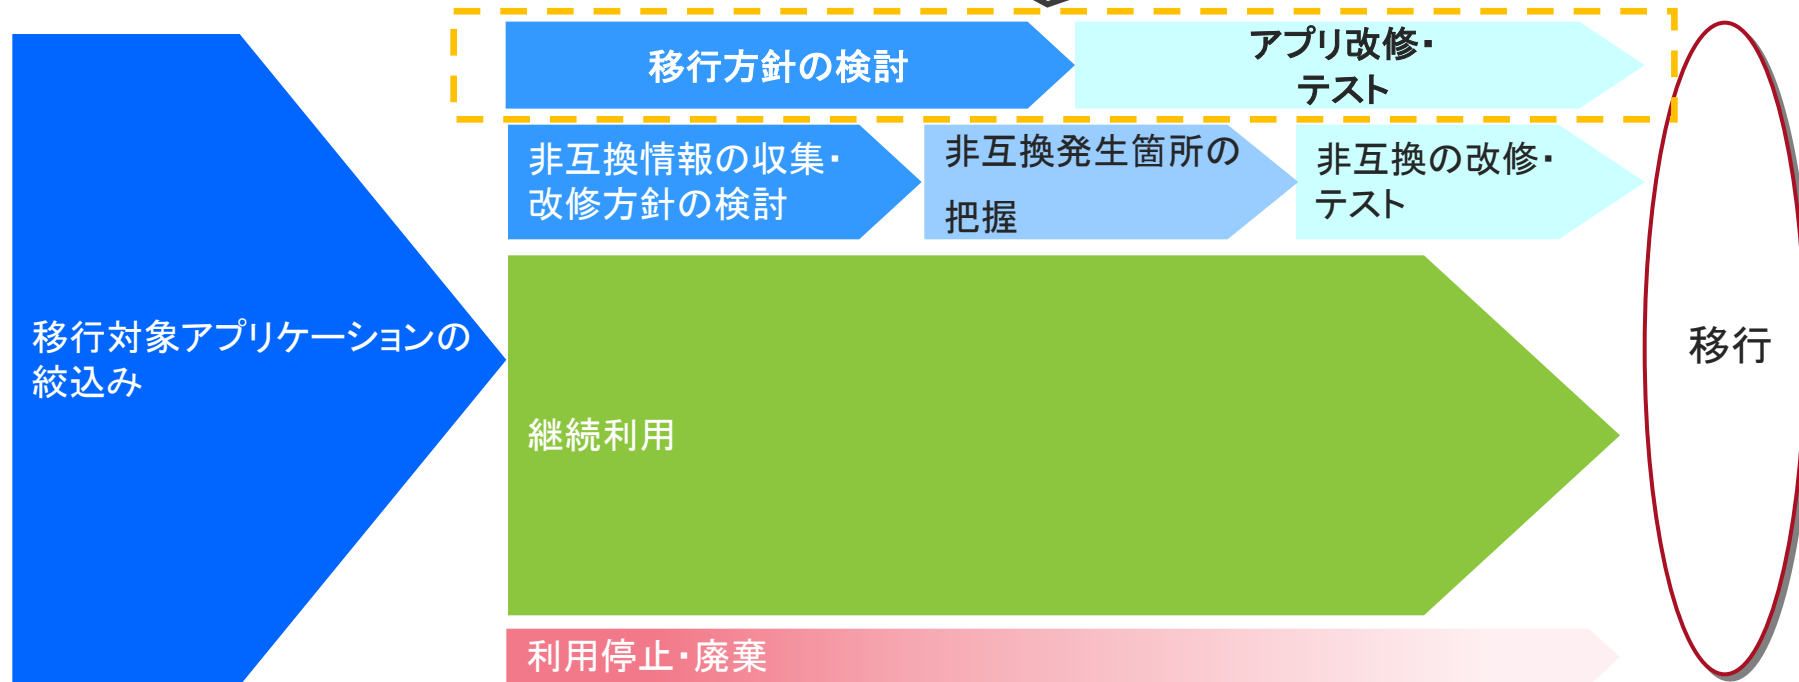 移行方針の検討
アプリ改修・
テスト
非互換情報の収集・
改修方針の検討
非互換発生箇所の
把握
非互換の改修・
テスト
移行対象アプリケーションの
絞込み
継続利用
移行
利用停止・廃棄